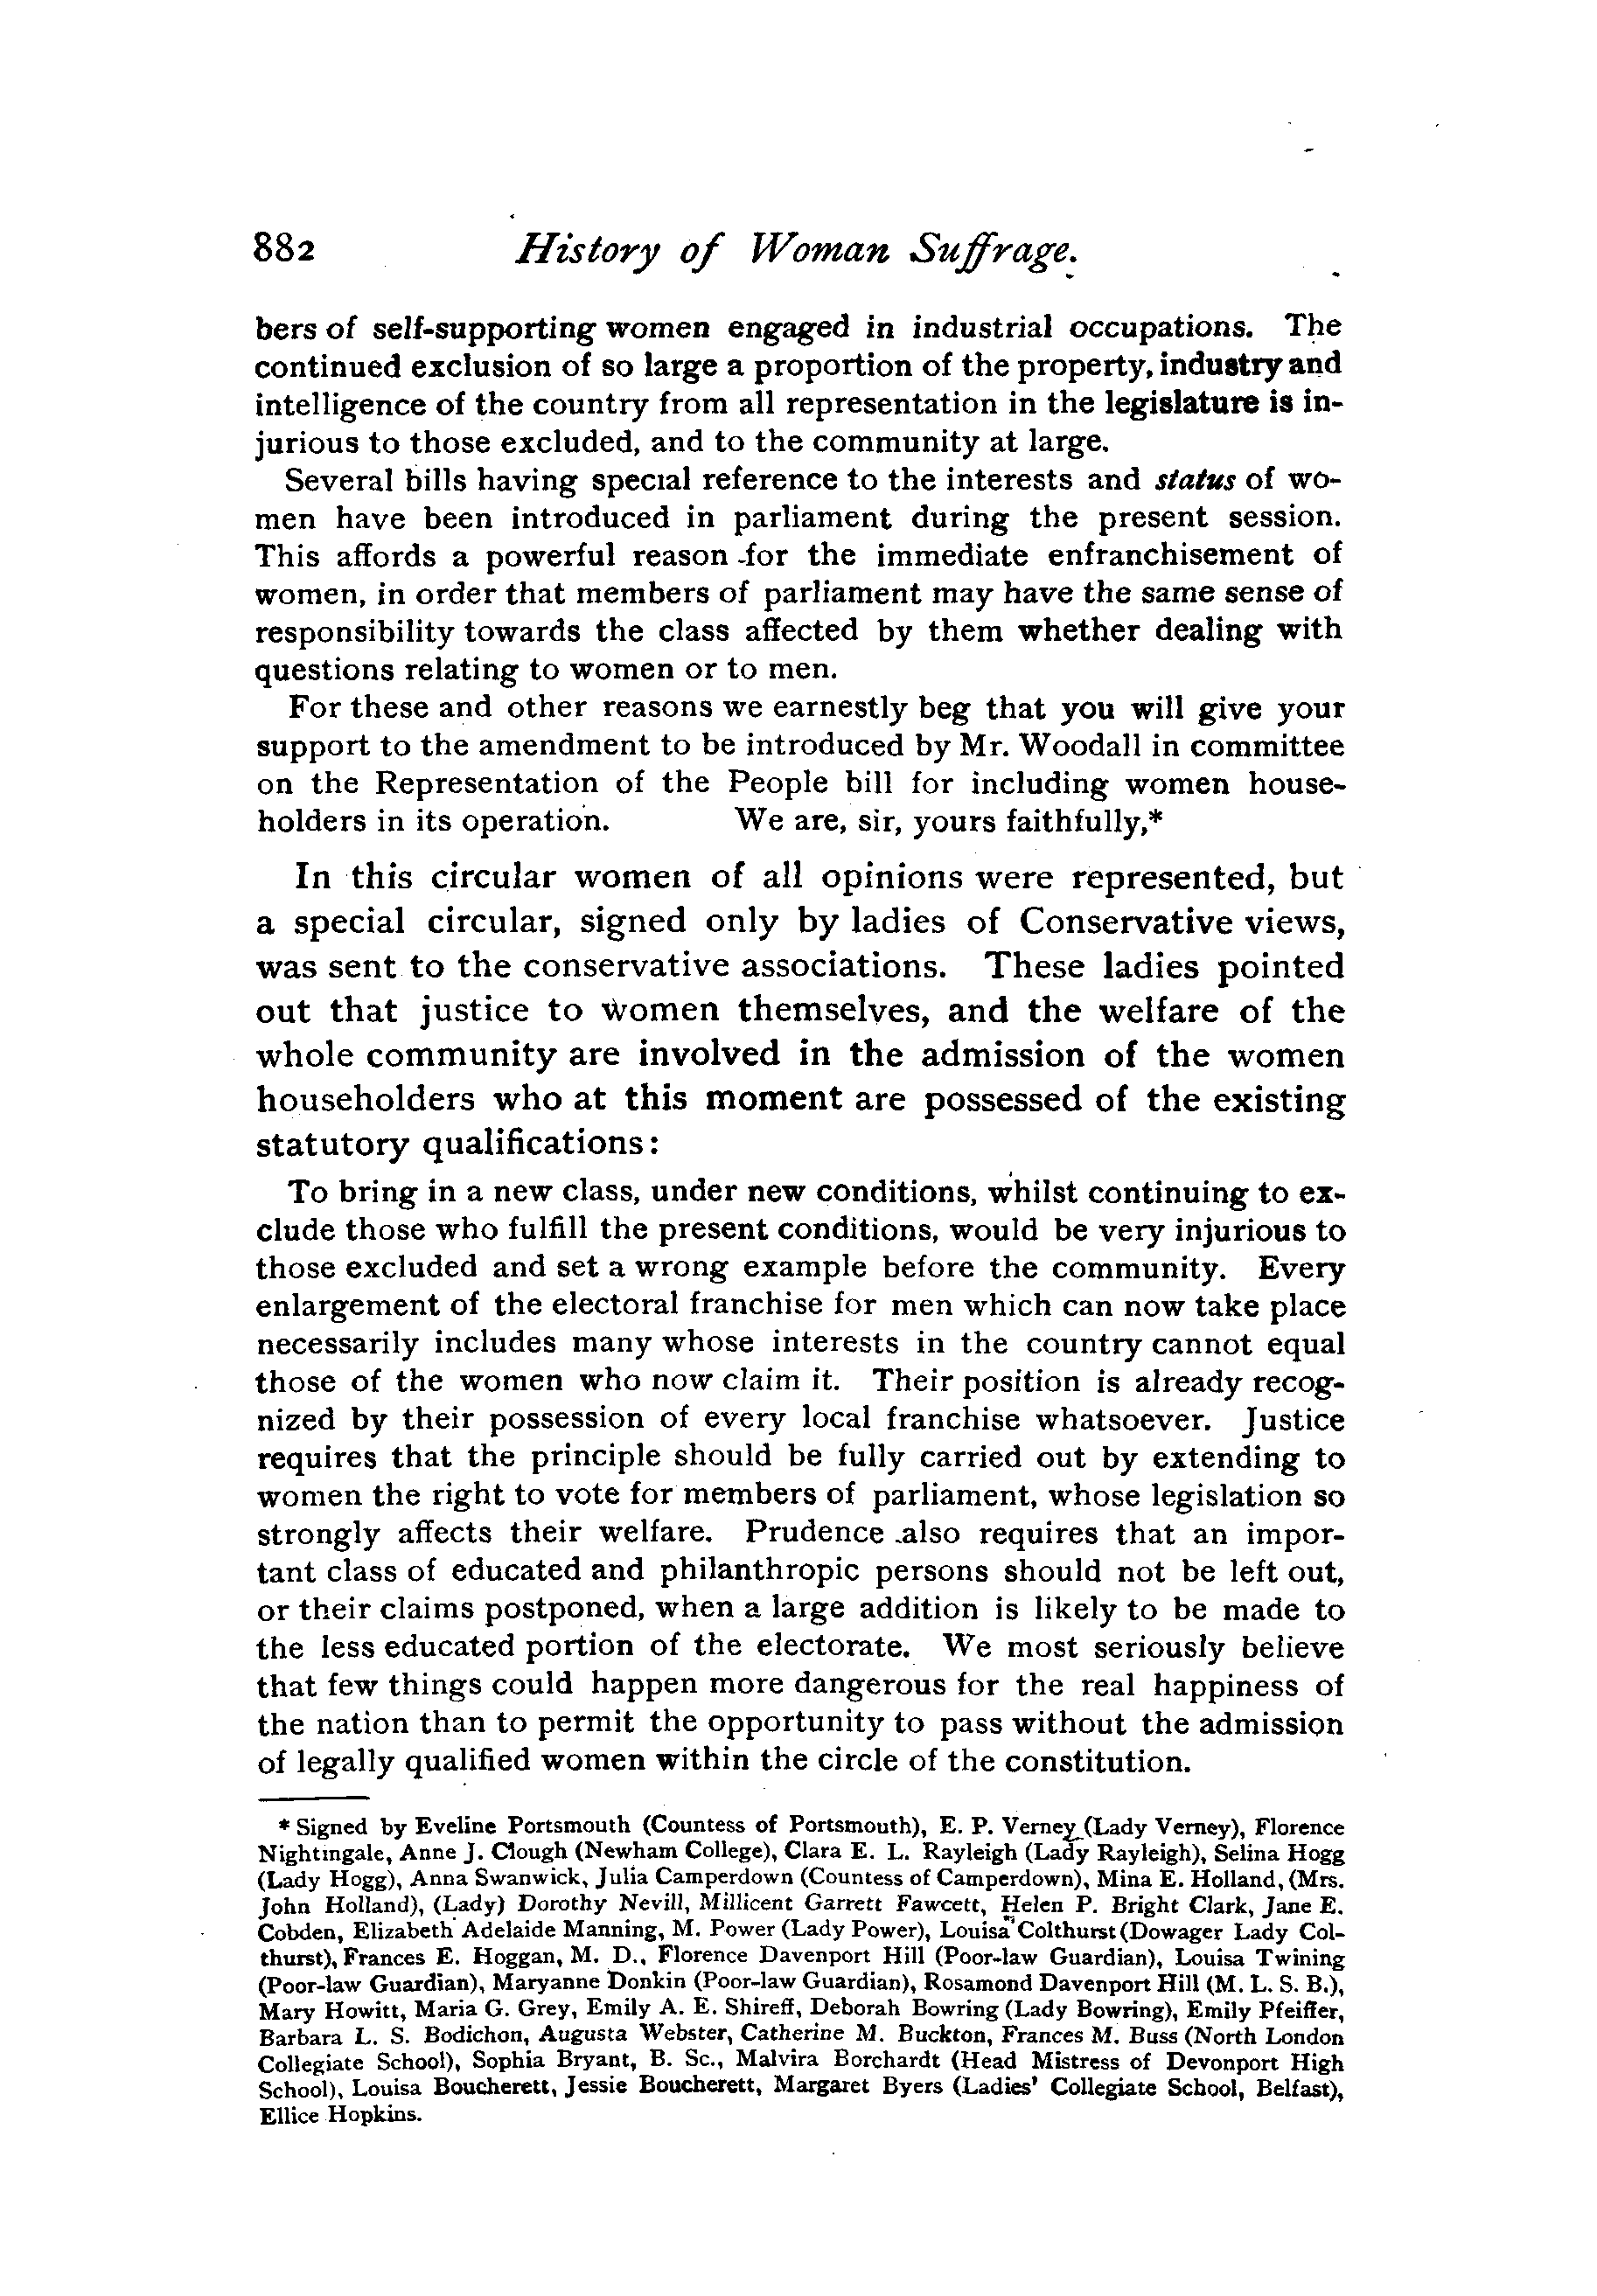 882 History of Woman Suffrage.
bers of self-supporting women engaged in industrial occupations. The
continued exclusion of so large a proportion of the property, industry and
intelligence of the country from all representation in the legislature is in-
jurious to those excluded, and to the community at large.
Several bills having special reference to the interests and status of wo-
men have been introduced in parliament during the present session.
This affords a powerful reason for the immediate enfranchisement of
women, in order that members of parliament may have the same sense of
responsibility towards the class affected by them whether dealing with
questions relating to women or to men.
For these and other reasons we earnestly beg that you will give your
support to the amendment to be introduced by Mr. Woodall in committee
on the Representation of the People bill for including women house-
holders in its operation. We are, sir, yours faithfully,*
In this circular women of all opinions were represented, but
a special circular, signed only by ladies of Conservative views,
was sent to the conservative associations. These ladies pointed
out that justice to women themselves, and the welfare of the
whole community are involved in the admission of the women
householders who at this moment are possessed of the existing
statutory qualifications:
To bring in a new class, under new conditions, whilst continuing to ex-
clude those who fulfill the present conditions, would be very injurious to
those excluded and set a wrong example before the community. Every
enlargement of the electoral franchise for men which can now take place
necessarily includes many whose interests in the country cannot equal
those of the women who now claim it. Their position is already recog-
nized by their possession of every local franchise whatsoever. Justice
requires that the principle should be fully carried out by extending to
women the right to vote for members of parliament, whose legislation so
strongly affects their welfare. Prudence also requires that an impor-
tant class of educated and philanthropic persons should not be left out,
or their claims postponed, when a large addition is likely to be made to
the less educated portion of the electorate. We most seriously believe
that few things could happen more dangerous for the real happiness of
the nation than to permit the opportunity to pass without the admission
of legally qualified women within the circle of the constitution.
* Signed by Eveline Portsmouth (Countess of Portsmouth), E. P. Verney (Lady Verney), Florence
Nightingale, Anne J. Clough (Newham College), Clara E. L. Rayleigh (Lady Rayleigh), Selina Hogg
(Lady Hogg), Anna Swanwick, Julia Camperdown (Countess of Camperdown), Mina E. Holland, (Mrs.
John Holland), (Lady) Dorothy Nevill, Millicent Garrett Fawcett, Helen P. Bright Clark, Jane E.
Cobden, Elizabeth Adelaide Manning, M. Power (Lady Power), Louisa Colthurst (Dowager Lady Col-
thurst), Frances E. Hoggan, M. D., Florence Davenport Hill (Poor-law Guardian), Louisa Twining
(Poor-law Guardian), Maryanne Donkin (Poor-law Guardian), Rosamond Davenport Hill (M. L. S. B.),
Mary Howitt, Maria G. Grey, Emily A. E. Shireff, Deborah Bowring (Lady Bowring), Emily Pfeiffer,
Barbara L. S. Bodichon, Augusta Webster, Catherine M. Buckton, Frances M. Buss (North London
Collegiate School), Sophia Bryant, B. Sc., Malvira Borchardt (Head Mistress of Devonport High
School), Louisa Boucherett, Jessie Boucherett, Margaret Byers (Ladies' Collegiate School, Belfast),
Ellice Hopkins.